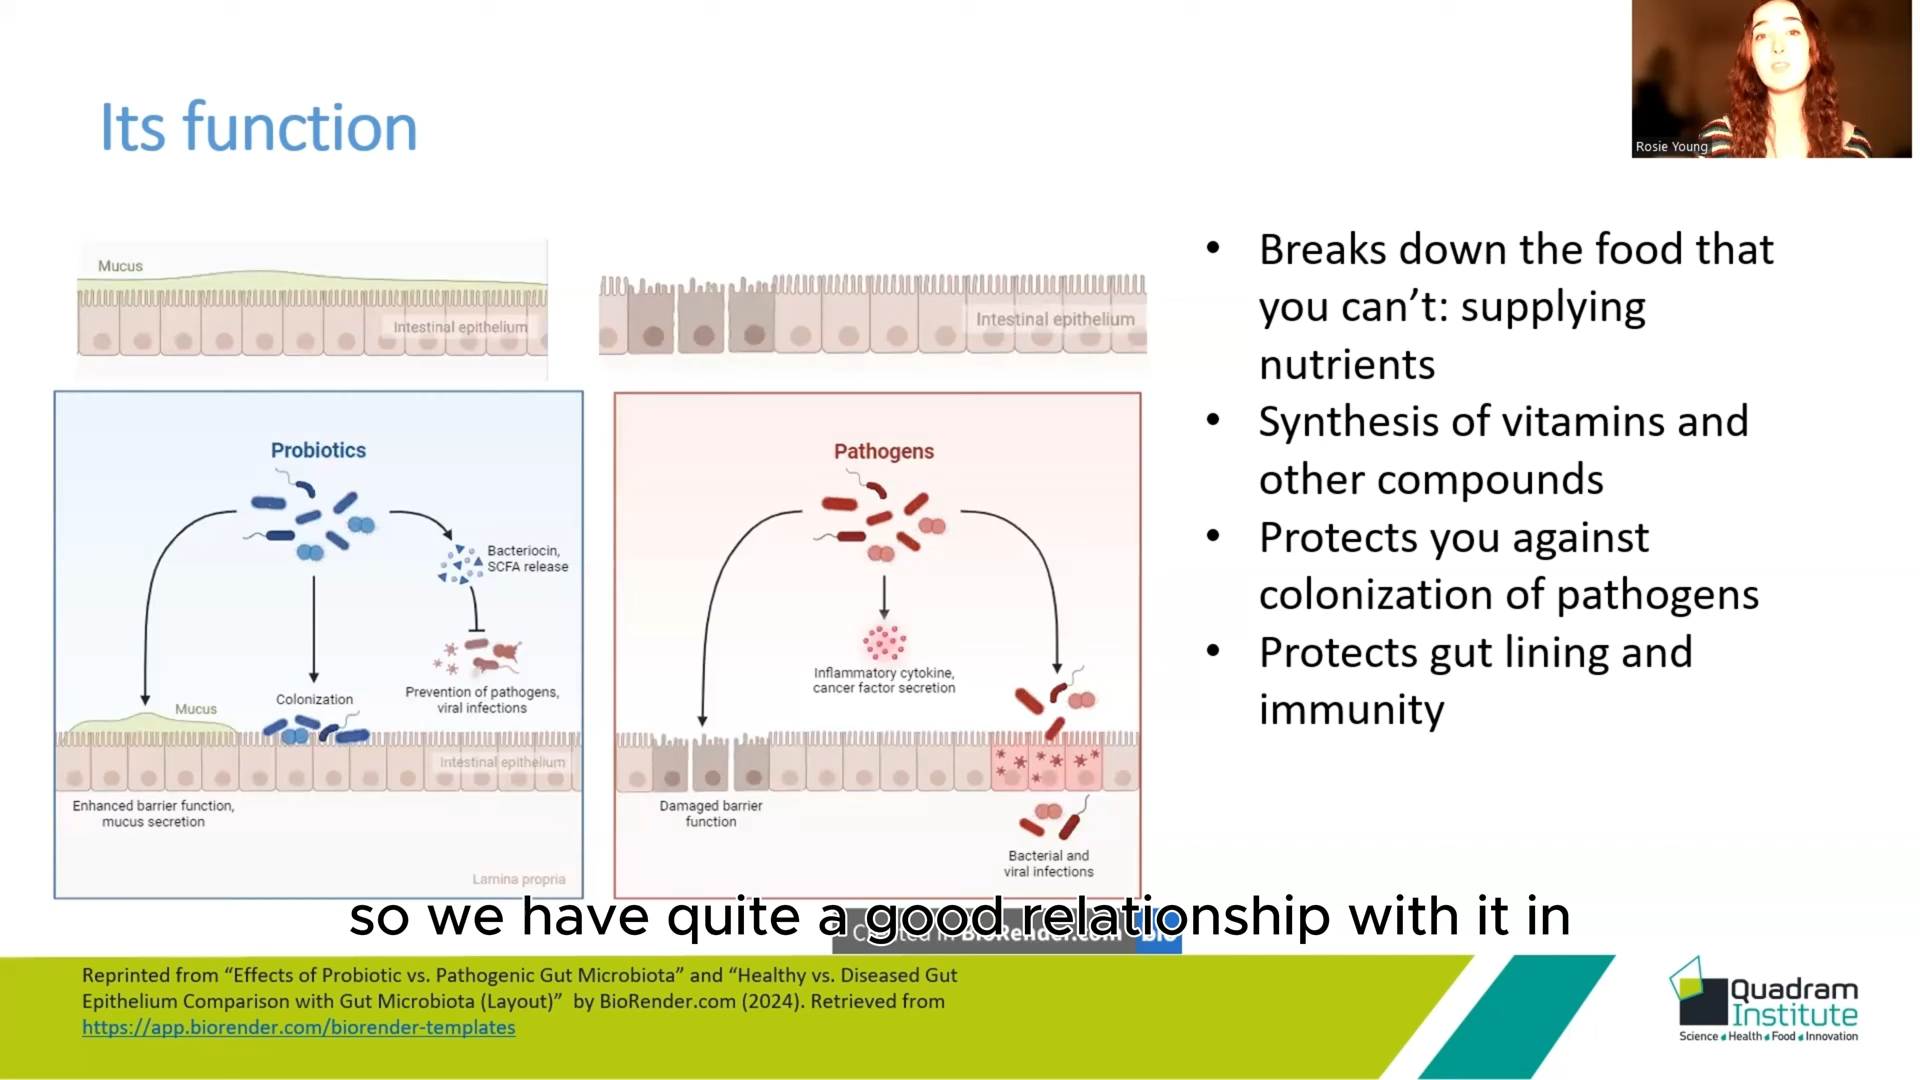 Its function
Rosie Young
Mucus
Intestinal epithelium
Intestinal epithelium
Probiotics
Bacteriocin,
SCFA release
Colonization
Prevention of pathogens,
viral infections
Mucus
Intestinal epithelium
Enhanced barrier function,
mucus secretion
Lamina propria
Pathogens
Inflammatory cytokine,
cancer factor secretion
Damaged barrier
function
Bacterial and
viral infections
• Breaks down the food that
you can’t: supplying
nutrients
• Synthesis of vitamins and
other compounds
• Protects you against
colonization of pathogens
• Protects gut lining and
immunity
so we have quite a good relationship with it in
Created in BioRender.com bio
Reprinted from “Effects of Probiotic vs. Pathogenic Gut Microbiota” and “Healthy vs. Diseased Gut
Epithelium Comparison with Gut Microbiota (Layout)” by BioRender.com (2024). Retrieved from
https://app.biorender.com/biorender-templates
Quadram
Institute
Science Health Food Innovation